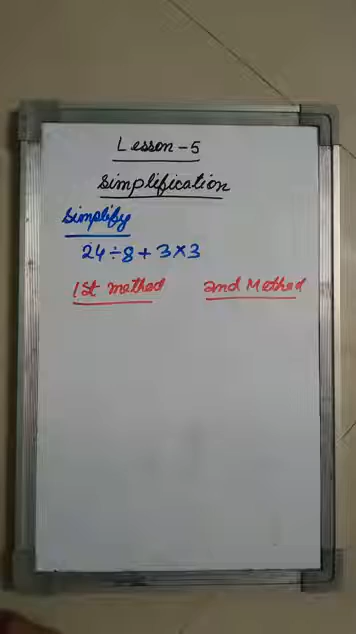 Lesson-5
Simplification
Simplify
24÷8+3×3
1st method 2nd Method